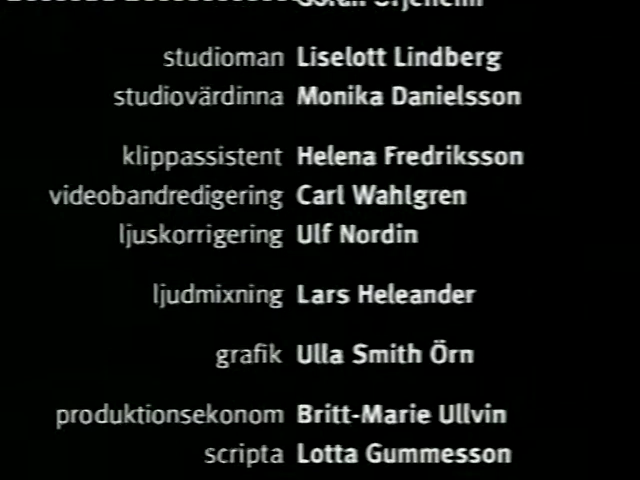 studioman Liselott Lindberg
studiovärdinna Monika Danielsson
klippassistent Helena Fredriksson
videobandredigering Carl Wahlgren
ljuskorrigering Ulf Nordin
ljudmixning Lars Heleander
grafik Ulla Smith Örn
produktionsekonom Britt-Marie Ullvin
scripta Lotta Gummesson